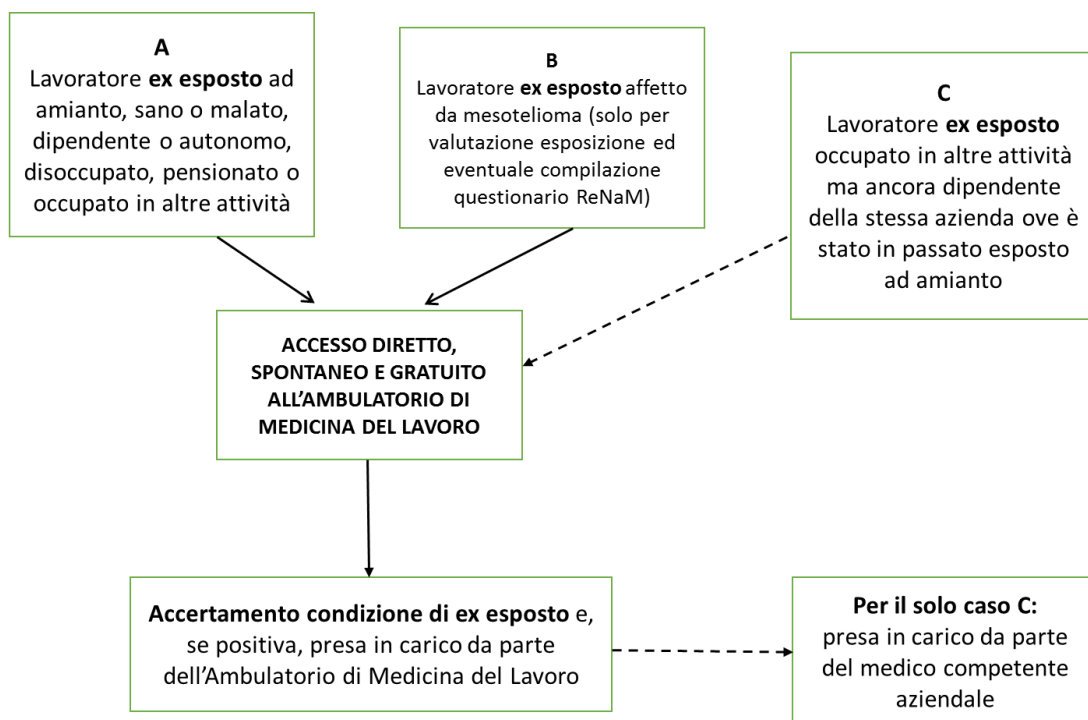 A
Lavoratore ex esposto ad
amianto, sano o malato,
dipendente o autonomo,
disoccupato, pensionato o
occupato in altre attività
B
Lavoratore ex esposto affetto
da mesotelioma (solo per
valutazione esposizione ed
eventuale compilazione
questionario ReNaM)
C
Lavoratore ex esposto
occupato in altre attività
ma ancora dipendente
della stessa azienda ove è
stato in passato esposto
ad amianto
ACCESSO DIRETTO,
SPONTANEO E GRATUITO
ALL’AMBULATORIO DI
MEDICINA DEL LAVORO
Accertamento condizione di ex esposto e,
se positiva, presa in carico da parte
dell’Ambulatorio di Medicina del Lavoro
Per il solo caso C:
presa in carico da parte
del medico competente
aziendale